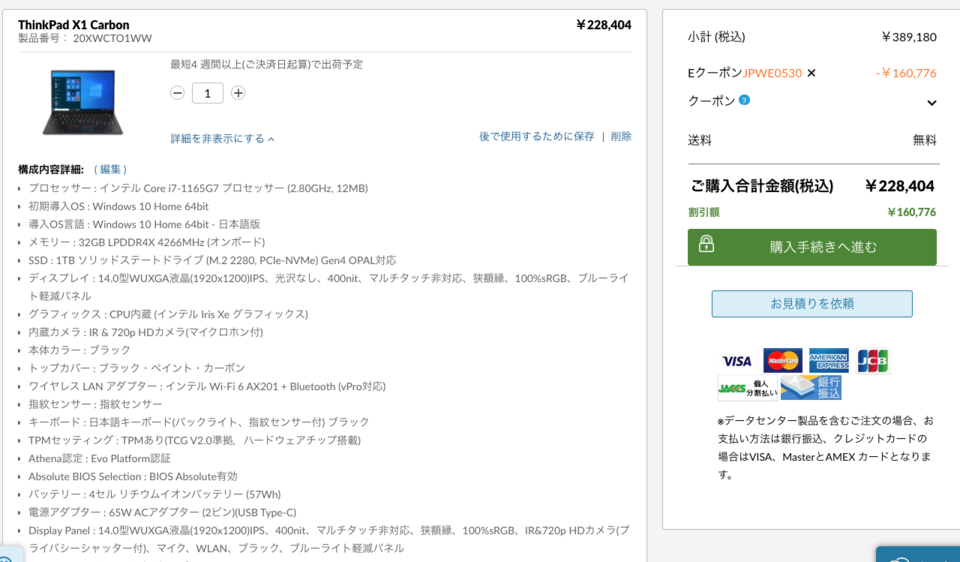 ThinkPad X1 Carbon
￥228,404
製品番号： 20XWCTO1WW
最短4 週間以上(ご決済日起算)で出荷予定
1
詳細を非表示にする
後で使用するために保存 | 削除
構成内容詳細: ( 編集 )
プロセッサー : インテル Core i7-1165G7 プロセッサー (2.80GHz, 12MB)
初期導入OS : Windows 10 Home 64bit
導入OS言語 : Windows 10 Home 64bit - 日本語版
メモリー : 32GB LPDDR4X 4266MHz (オンボード)
SSD : 1TB ソリッドステートドライブ (M.2 2280, PCIe-NVMe) Gen4 OPAL対応
ディスプレイ : 14.0型WUXGA液晶(1920x1200)IPS、光沢なし、400nit、マルチタッチ非対応、狭額縁、100%sRGB、ブルーライ
ト軽減パネル
グラフィックス : CPU内蔵 (インテル Iris Xe グラフィックス)
内蔵カメラ : IR & 720p HDカメラ(マイクロホン付)
本体カラー : ブラック
トップカバー : ブラック・ペイント・カーボン
ワイヤレス LAN アダプター : インテル Wi-Fi 6 AX201 + Bluetooth (vPro対応)
指紋センサー : 指紋センサー
キーボード : 日本語キーボード(バックライト、指紋センサー付) ブラック
TPMセッティング : TPMあり(TCG V2.0準拠、ハードウェアチップ搭載)
Athena認定 : Evo Platform認証
Absolute BIOS Selection : BIOS Absolute有効
バッテリー : 4セル リチウムイオンバッテリー (57Wh)
電源アダプター : 65W ACアダプター (2ピン)(USB Type-C)
Display Panel : 14.0型WUXGA液晶(1920x1200)IPS、400nit、マルチタッチ非対応、狭額縁、100%sRGB、IR&720p HDカメラ(プ
ライバシーシャッター付)、マイク、WLAN、ブラック、ブルーライト軽減パネル
小計 (税込) ￥389,180
EクーポンJPWE0530 ✕ -￥160,776
クーポン ?
送料 無料
ご購入合計金額(税込) ￥228,404
割引額 ￥160,776
購入手続きへ進む
お見積りを依頼
VISA MasterCard AMERICAN EXPRESS JCB
JACCS 個人分割払い 銀行振込
※データセンター製品を含むご注文の場合、お
支払い方法は銀行振込、クレジットカードの
場合はVISA、MasterとAMEX カードとなりま
す。